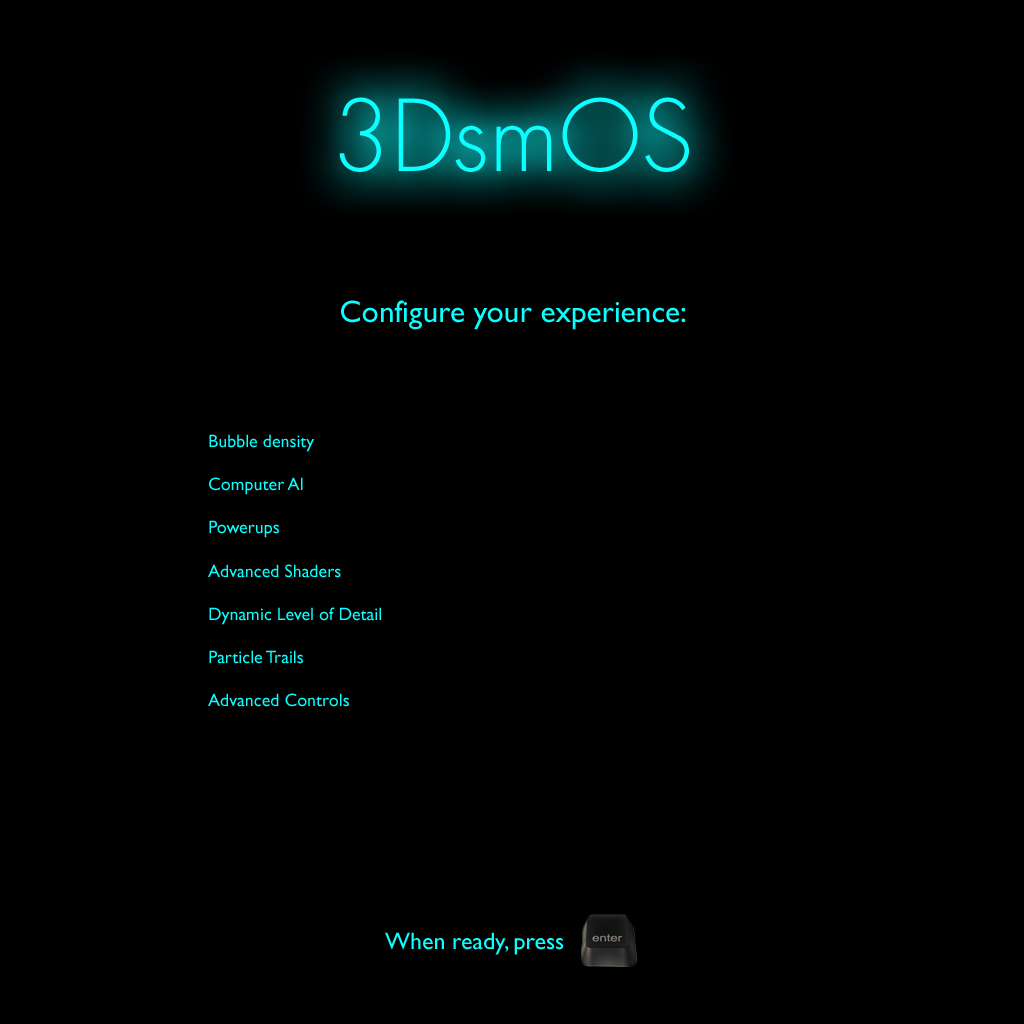 3DsmOS
Configure your experience:
Bubble density
Computer AI
Powerups
Advanced Shaders
Dynamic Level of Detail
Particle Trails
Advanced Controls
When ready, press enter